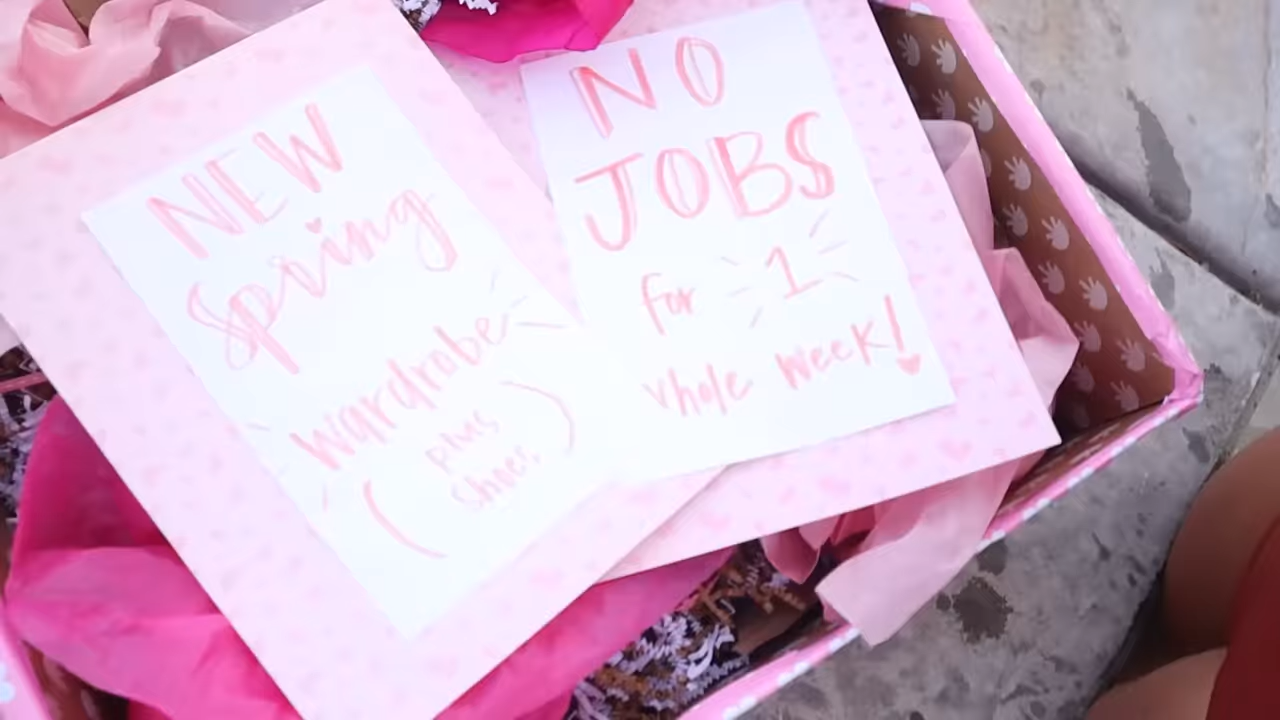 NEW
Spring
wardrobe
(plus
shoes)
NO
JOBS
for 1
whole week!